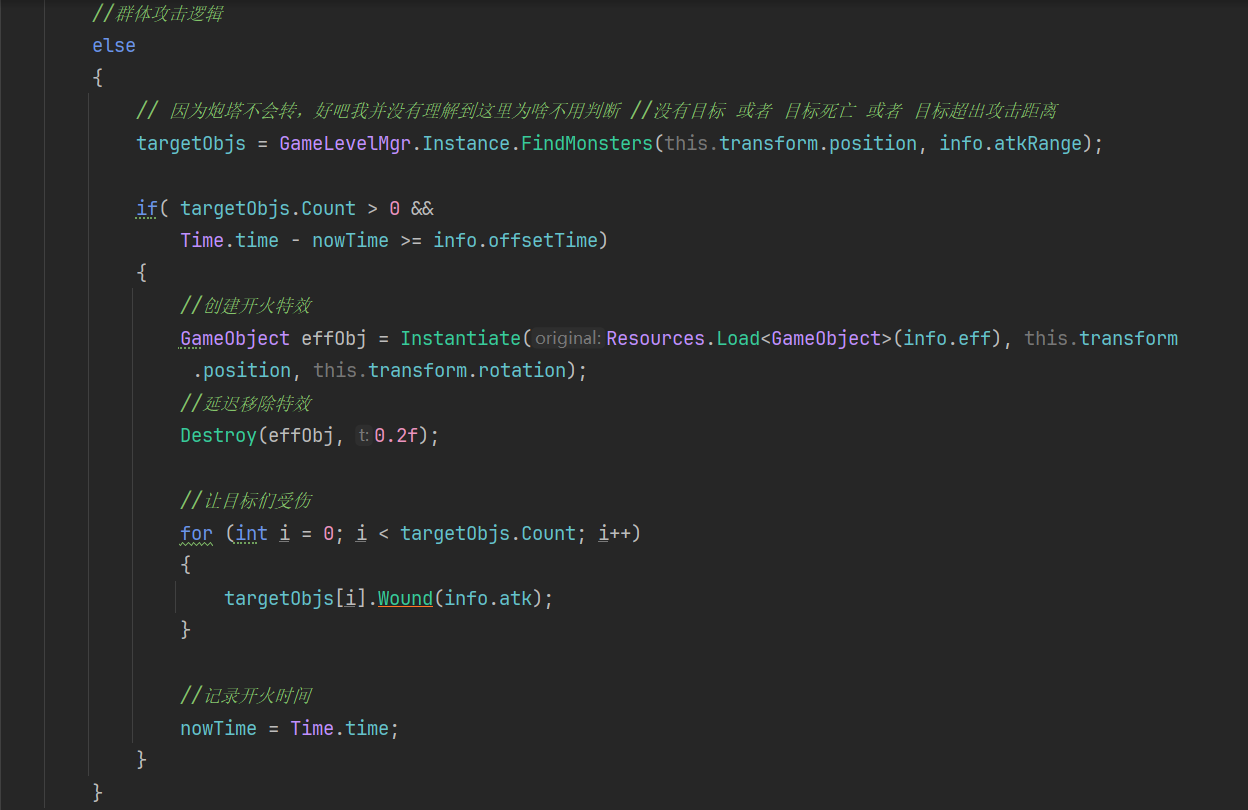 //群体攻击逻辑
else
{
// 因为炮塔不会转，好吧我并没有理解到这里为啥不用判断 //没有目标 或者 目标死亡 或者 目标超出攻击距离
targetObjs = GameLevelMgr.Instance.FindMonsters(this.transform.position, info.atkRange);
if( targetObjs.Count > 0 &&
Time.time - nowTime >= info.offsetTime)
{
//创建开火特效
GameObject effObj = Instantiate(original:Resources.Load<GameObject>(info.eff), this.transform
.position, this.transform.rotation);
//延迟移除特效
Destroy(effObj, t:0.2f);
//让目标们受伤
for (int i = 0; i < targetObjs.Count; i++)
{
targetObjs[i].Wound(info.atk);
}
//记录开火时间
nowTime = Time.time;
}
}